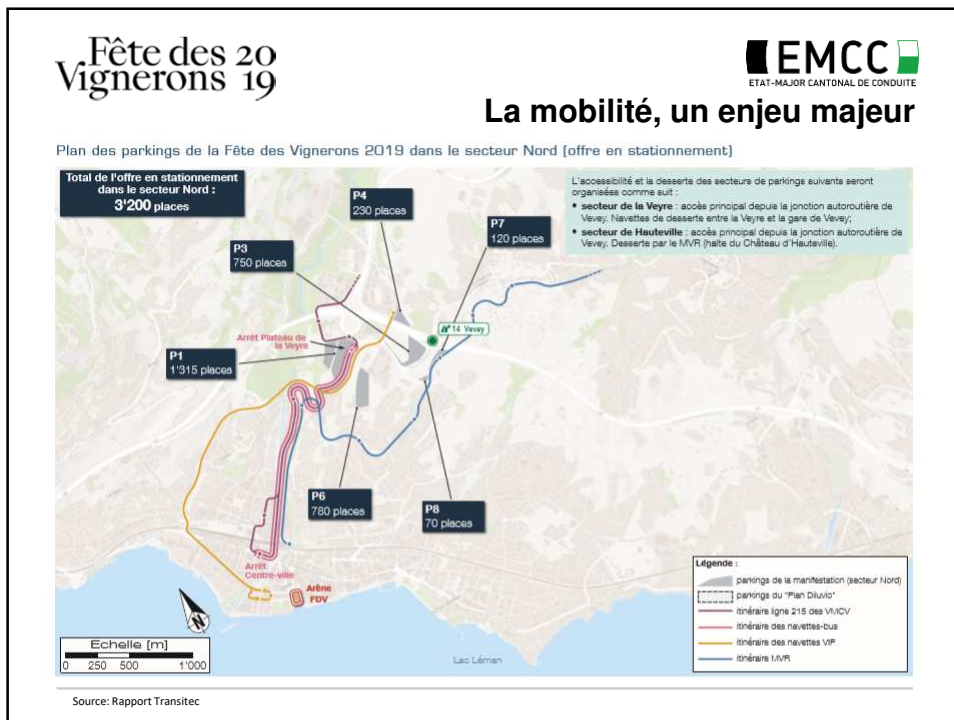 Fête des 20
Vignerons 19
EMCC
ETAT-MAJOR CANTONAL DE CONDUITE
La mobilité, un enjeu majeur
Plan des parkings de la Fête des Vignerons 2019 dans le secteur Nord (offre en stationnement)
Total de l'offre en stationnement
dans le secteur Nord :
3'200 places
L'accessibilité et la desserte des secteurs de parkings suivants seront
organisées comme suit :
• secteur de la Veyre : accès principal depuis la jonction autoroutière de
Vevey. Navettes de desserte entre la Veyre et la gare de Vevey;
• secteur de Hauteville : accès principal depuis la jonction autoroutière de
Vevey. Desserte par le MVR (halte du Château d'Hauteville).
P4
230 places
P7
120 places
P3
750 places
14 Vevey
Arrêt Plateau de
la Veyre
P1
1'315 places
P6
780 places
P8
70 places
Arrêt
Centre-ville
Arène
FDV
N
Echelle [m]
0 250 500 1'000
Lac Léman
Légende :
parkings de la manifestation (secteur Nord)
parkings du "Plan Diluvio"
itinéraire ligne 215 des VMCV
itinéraire des navettes-bus
itinéraire des navettes VIP
itinéraire MVR
Source: Rapport Transitec